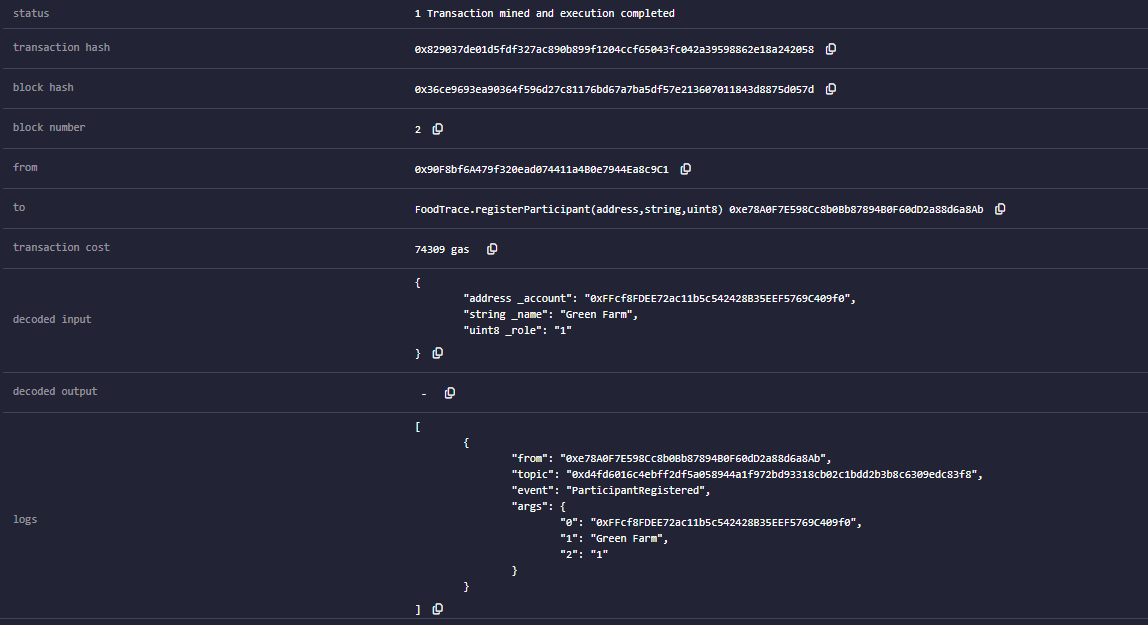 status 1 Transaction mined and execution completed
transaction hash 0x829037de01d5fdf327ac890b899f1204ccf65043fc042a39598862e18a242058
block hash 0x36ce9693ea90364f596d27c81176bd67a7ba5df57e213607011843d8875d057d
block number 2
from 0x90F8bf6A479f320ead074411a4B0e7944Ea8c9C1
to FoodTrace.registerParticipant(address,string,uint8) 0xe78A0F7E598Cc8b0Bb87894B0F60dD2a88d6a8Ab
transaction cost 74309 gas
decoded input {
"address _account": "0xFFcf8FDEE72ac11b5c542428B35EEF5769C409f0",
"string _name": "Green Farm",
"uint8 _role": "1"
}
decoded output -
logs [
{
"from": "0xe78A0F7E598Cc8b0Bb87894B0F60dD2a88d6a8Ab",
"topic": "0xd4fd6016c4ebff2df5a058944a1f972bd93318cb02c1bdd2b3b8c6309edc83f8",
"event": "ParticipantRegistered",
"args": {
"0": "0xFFcf8FDEE72ac11b5c542428B35EEF5769C409f0",
"1": "Green Farm",
"2": "1"
}
}
]